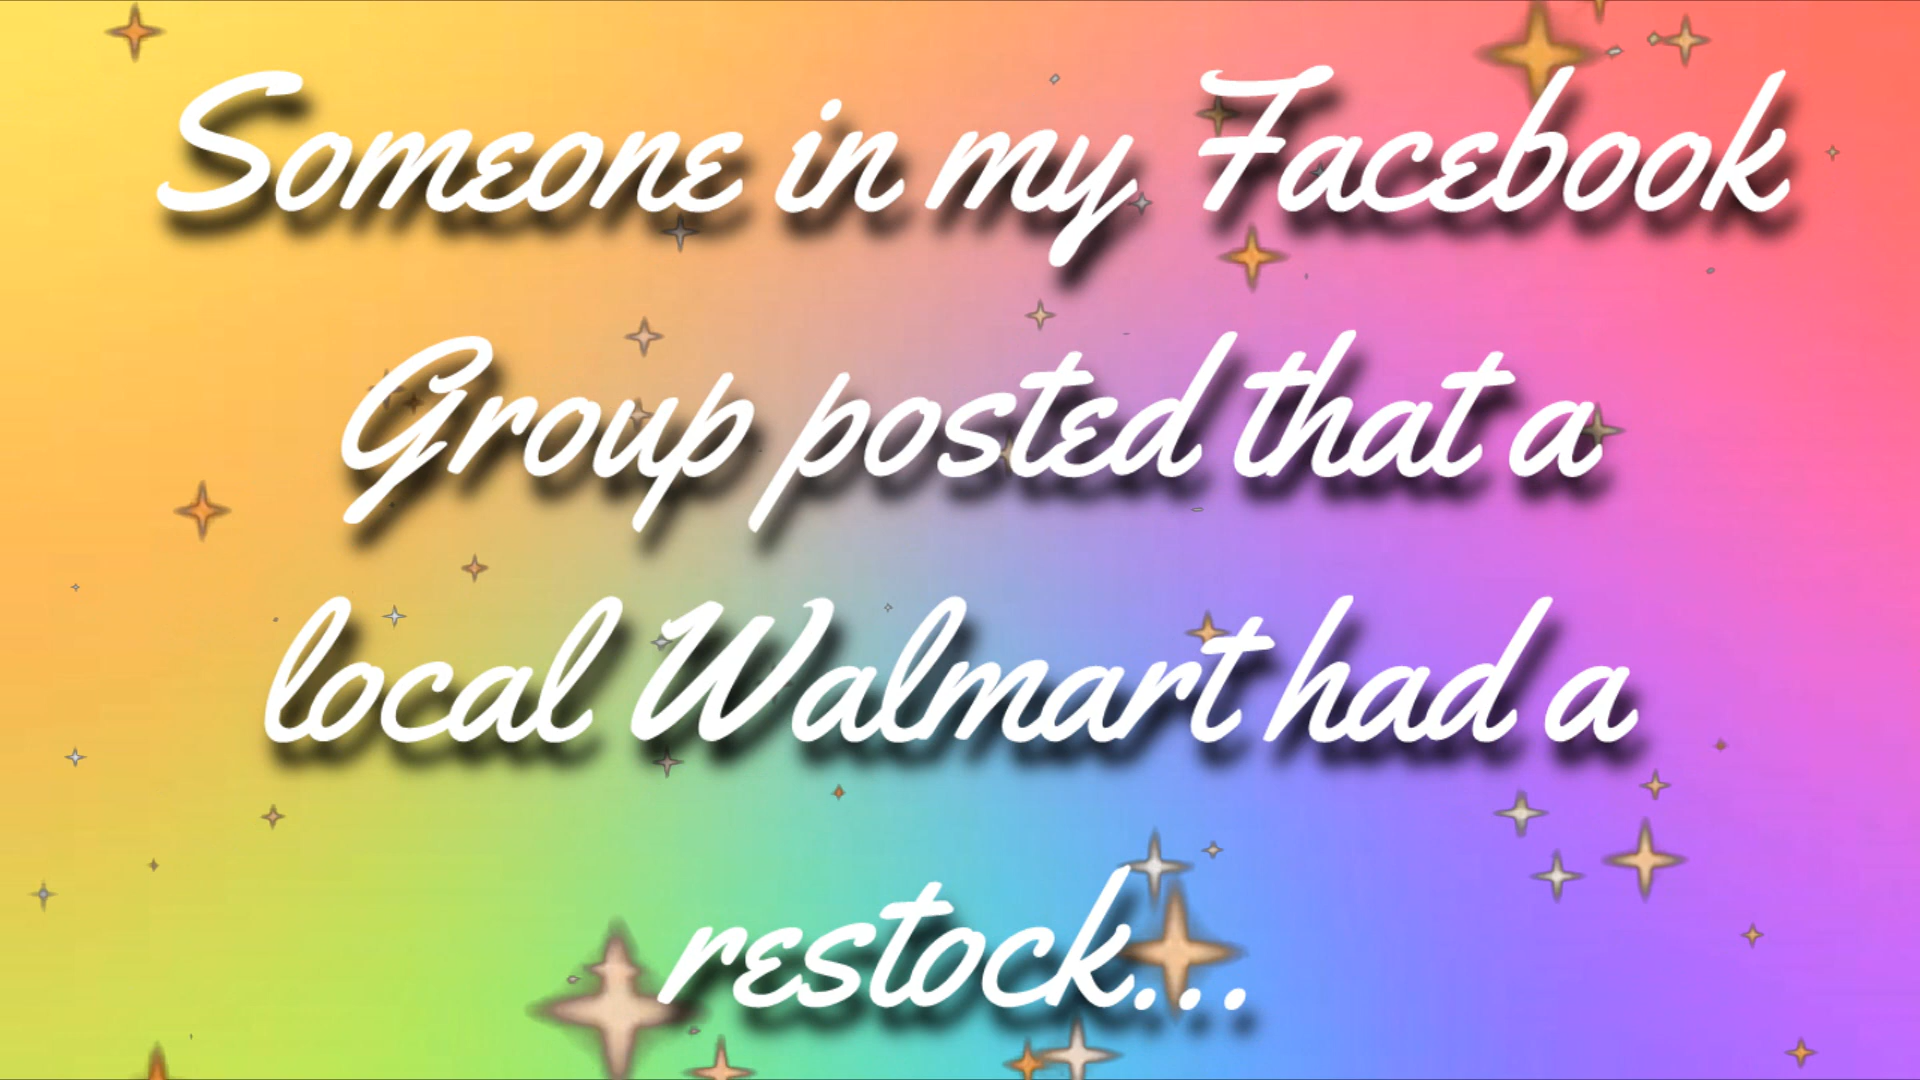 Someone in my Facebook
Group posted that a
local Walmart had a
restock...